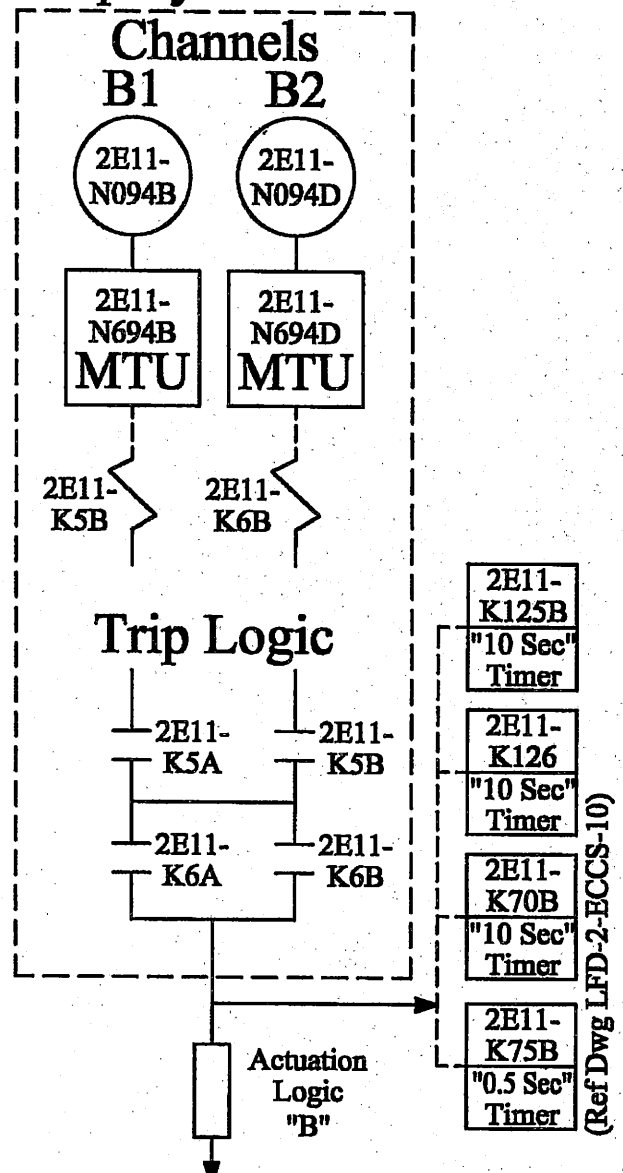 Channels
B1 B2
2E11-
N094B
2E11-
N094D
2E11-
N694B
MTU
2E11-
N694D
MTU
2E11-
K5B
2E11-
K6B
Trip Logic
2E11-
K5A
2E11-
K5B
2E11-
K6A
2E11-
K6B
Actuation
Logic
"B"
2E11-
K125B
"10 Sec"
Timer
2E11-
K126
"10 Sec"
Timer
2E11-
K70B
"10 Sec"
Timer
2E11-
K75B
"0.5 Sec"
Timer
(Ref Dwg LFD-2-ECCS-10)